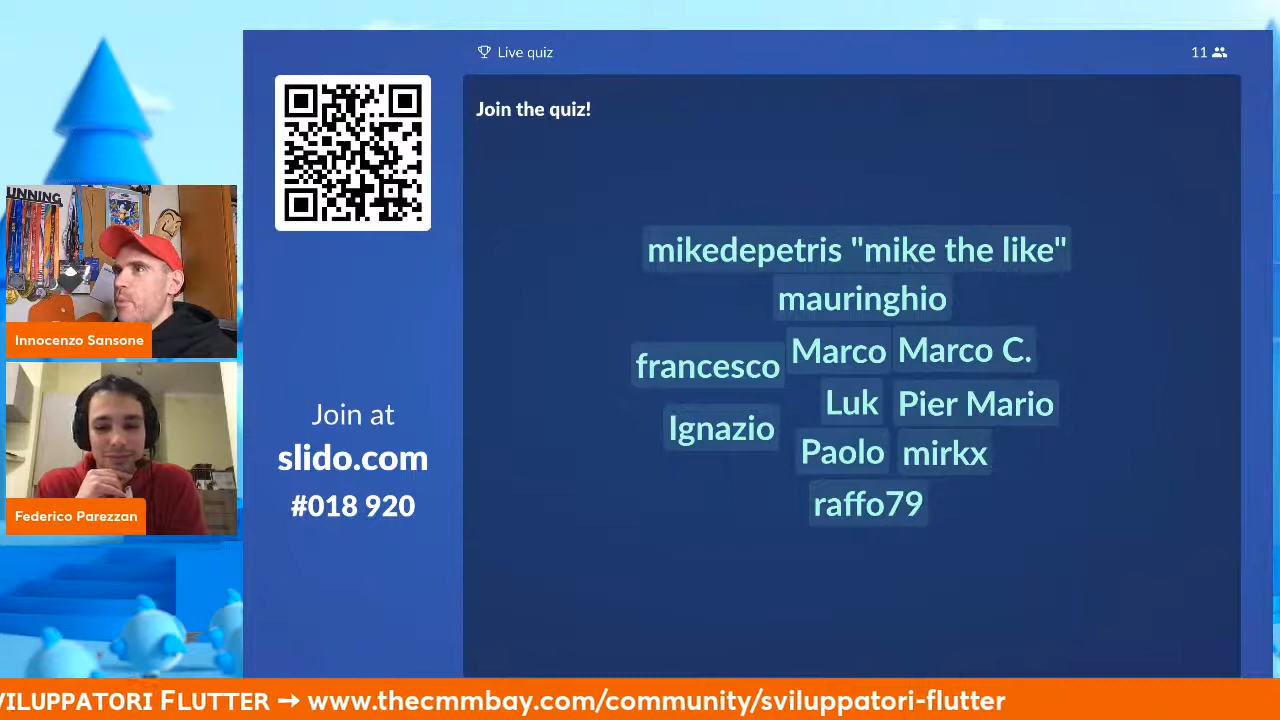 Live quiz
11
Join the quiz!
UNNING
Innocenzo Sansone
Federico Parezzan
Join at
slido.com
#018 920
mikedepetris "mike the like"
mauringhio
francesco
Marco
Marco C.
Luk
Pier Mario
Ignazio
Paolo
mirkx
raffo79
VILUPPATORI FLUTTER → www.thecmmbay.com/community/sviluppatori-flutter